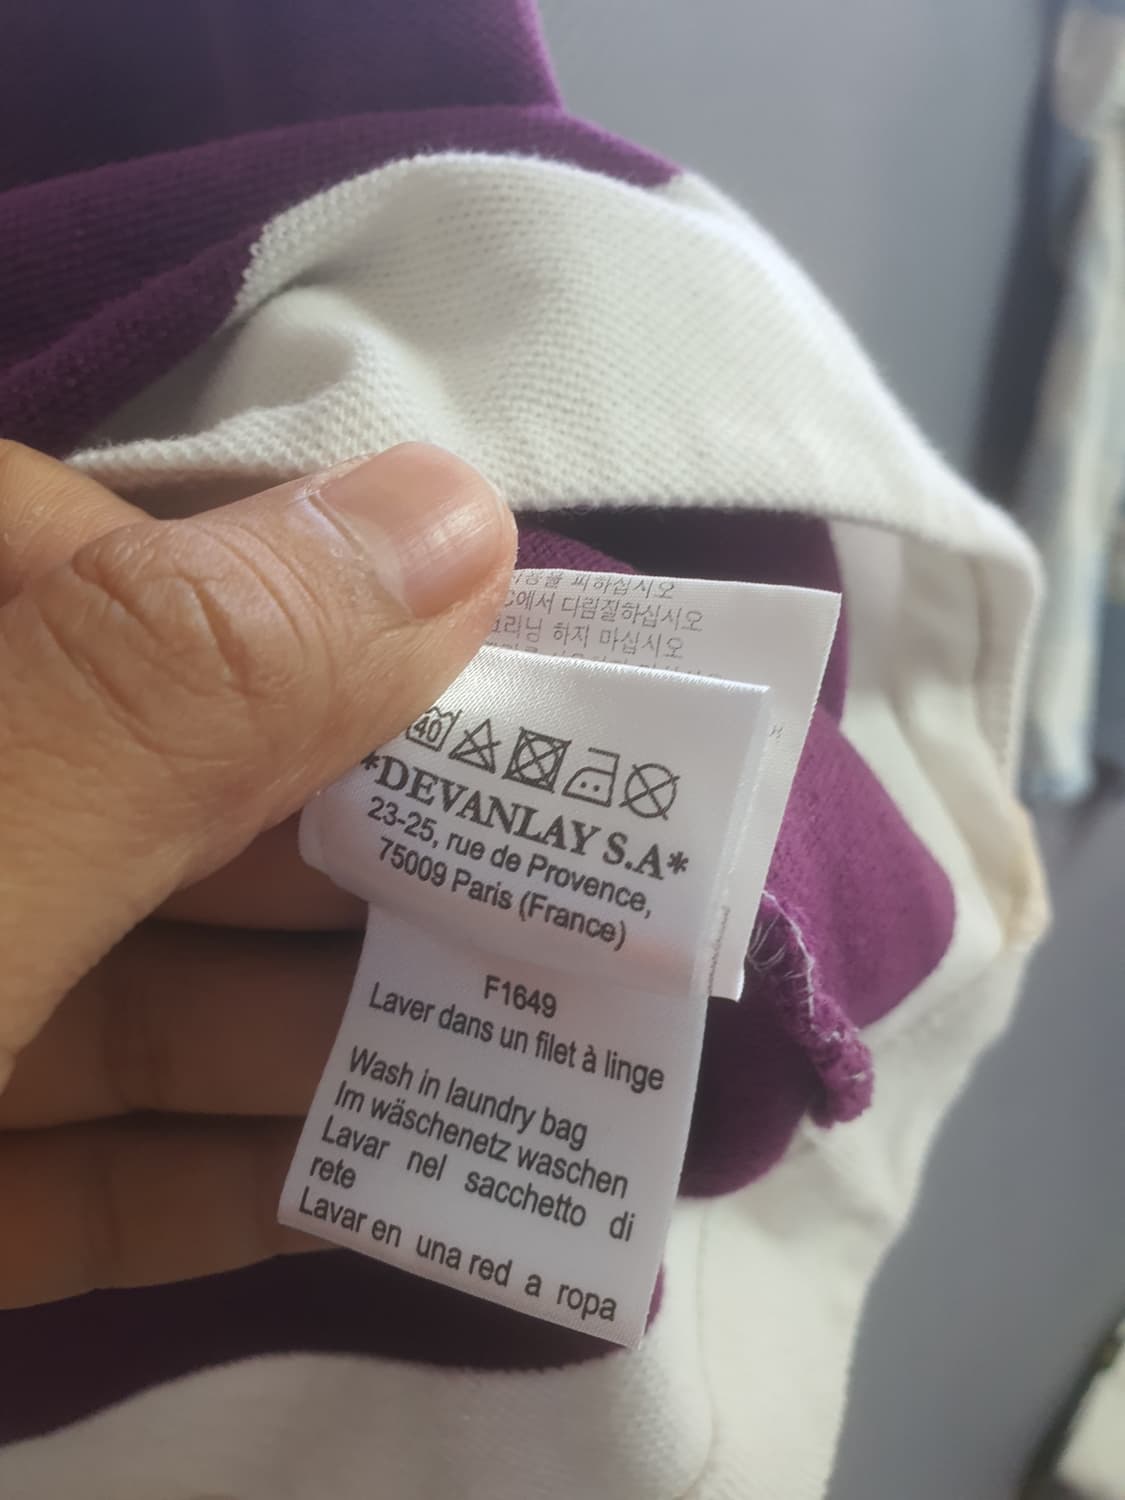 다림질하십시오
하지 마십시오
40
*DEVANLAY S.A*
23-25, rue de Provence,
75009 Paris (France)
F1649
Laver dans un filet à linge
Wash in laundry bag
Im wäschenetz waschen
Lavar nel sacchetto di
rete
Lavar en una red a ropa